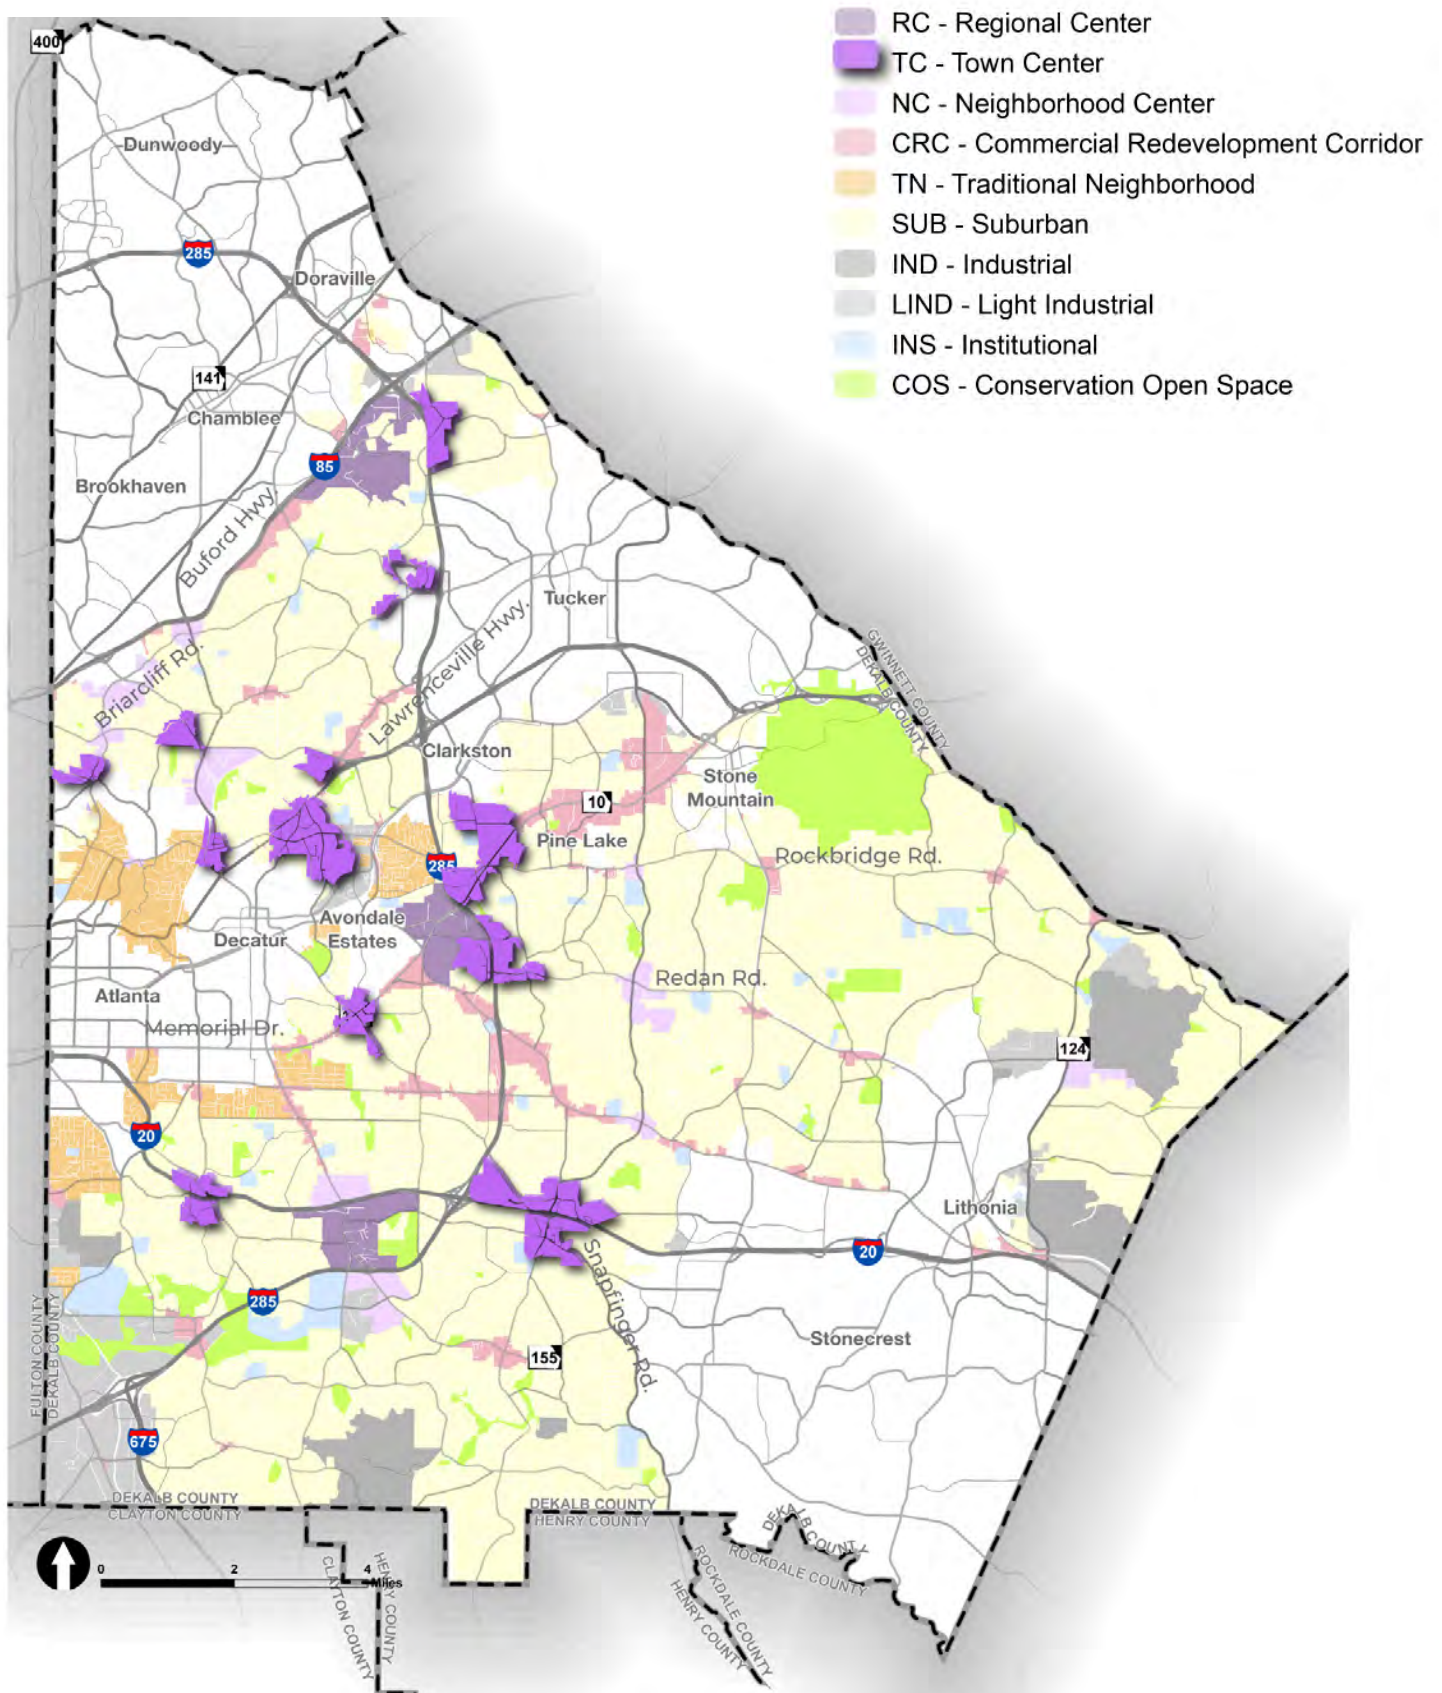 RC - Regional Center
TC - Town Center
NC - Neighborhood Center
CRC - Commercial Redevelopment Corridor
TN - Traditional Neighborhood
SUB - Suburban
IND - Industrial
LIND - Light Industrial
INS - Institutional
COS - Conservation Open Space
400
Dunwoody
285
Doraville
141
Chamblee
85
Brookhaven
Buford Hwy.
Tucker
Lawrenceville Hwy.
Briarcliff Rd.
GWINNETT COUNTY
DEKALB COUNTY
Clarkston
Stone
Mountain
10
Pine Lake
285
Rockbridge Rd.
Avondale
Estates
Decatur
Redan Rd.
Atlanta
Memorial Dr.
124
20
Lithonia
20
Snapfinger Rd.
285
FULTON COUNTY
DEKALB COUNTY
Stonecrest
155
675
DEKALB COUNTY
CLAYTON COUNTY
DEKALB COUNTY
HENRY COUNTY
DEKALB COUNTY
ROCKDALE COUNTY
0 2 4
Miles
CLAYTON COUNTY
HENRY COUNTY
ROCKDALE COUNTY
HENRY COUNTY